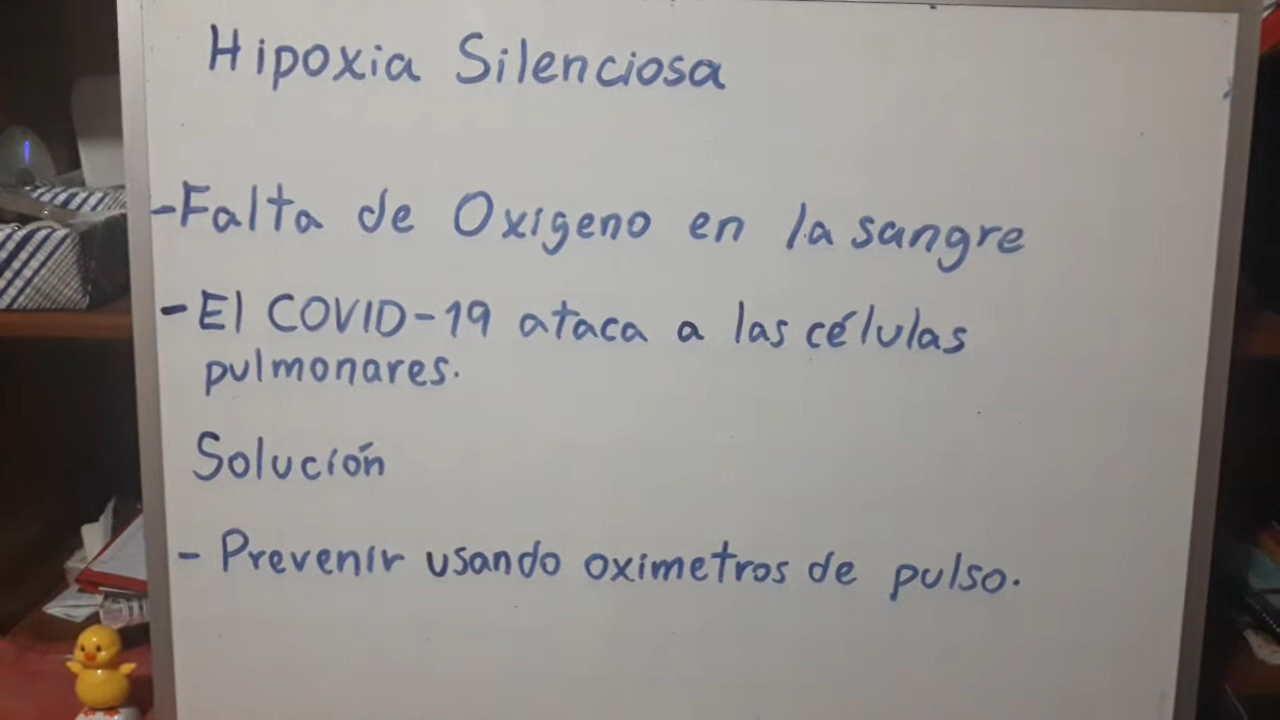 Hipoxia Silenciosa
-Falta de Oxigeno en la sangre
-El COVID-19 ataca a las células
pulmonares.
Solución
- Prevenir usando oximetros de pulso.